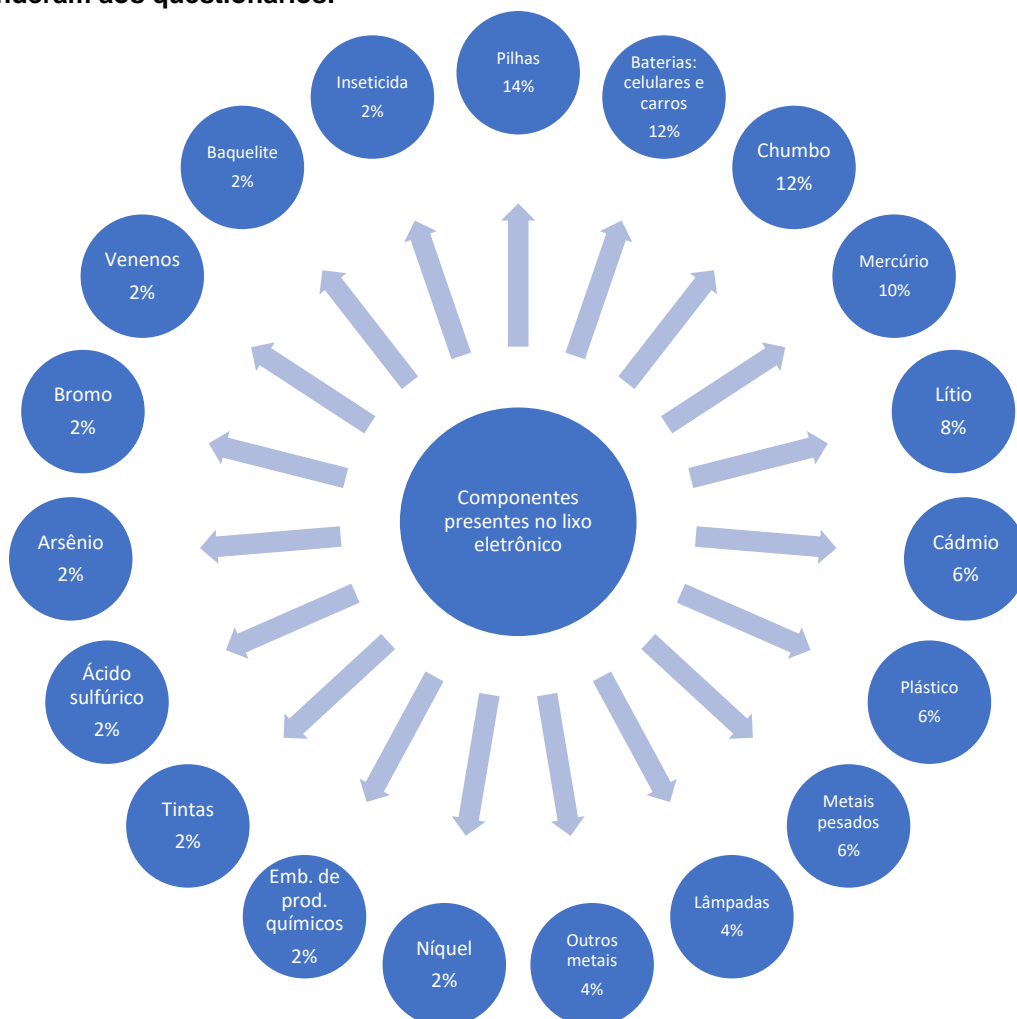 aos questionários.
Pilhas
14%
Baterias:
celulares e
carros
12%
Chumbo
12%
Mercúrio
10%
Lítio
8%
Cádmio
6%
Plástico
6%
Metais
pesados
6%
Lâmpadas
4%
Outros
metais
4%
Níquel
2%
Emb. de
prod.
químicos
2%
Tintas
2%
Ácido
sulfúrico
2%
Arsênio
2%
Bromo
2%
Venenos
2%
Baquelite
2%
Inseticida
2%
Componentes
presentes no lixo
eletrônico